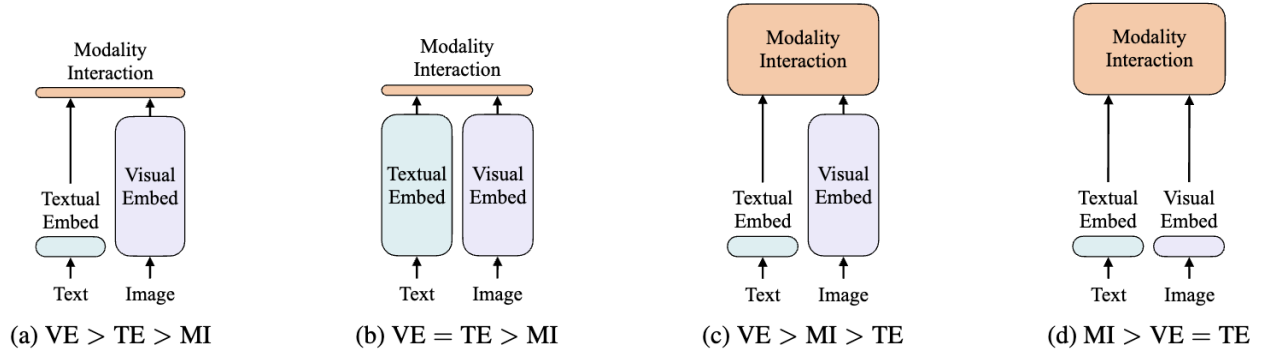 Modality
Interaction
Textual
Embed
Visual
Embed
Text
Image
(a) VE > TE > MI
Modality
Interaction
Textual
Embed
Visual
Embed
Text
Image
(b) VE = TE > MI
Modality
Interaction
Textual
Embed
Visual
Embed
Text
Image
(c) VE > MI > TE
Modality
Interaction
Textual
Embed
Visual
Embed
Text
Image
(d) MI > VE = TE